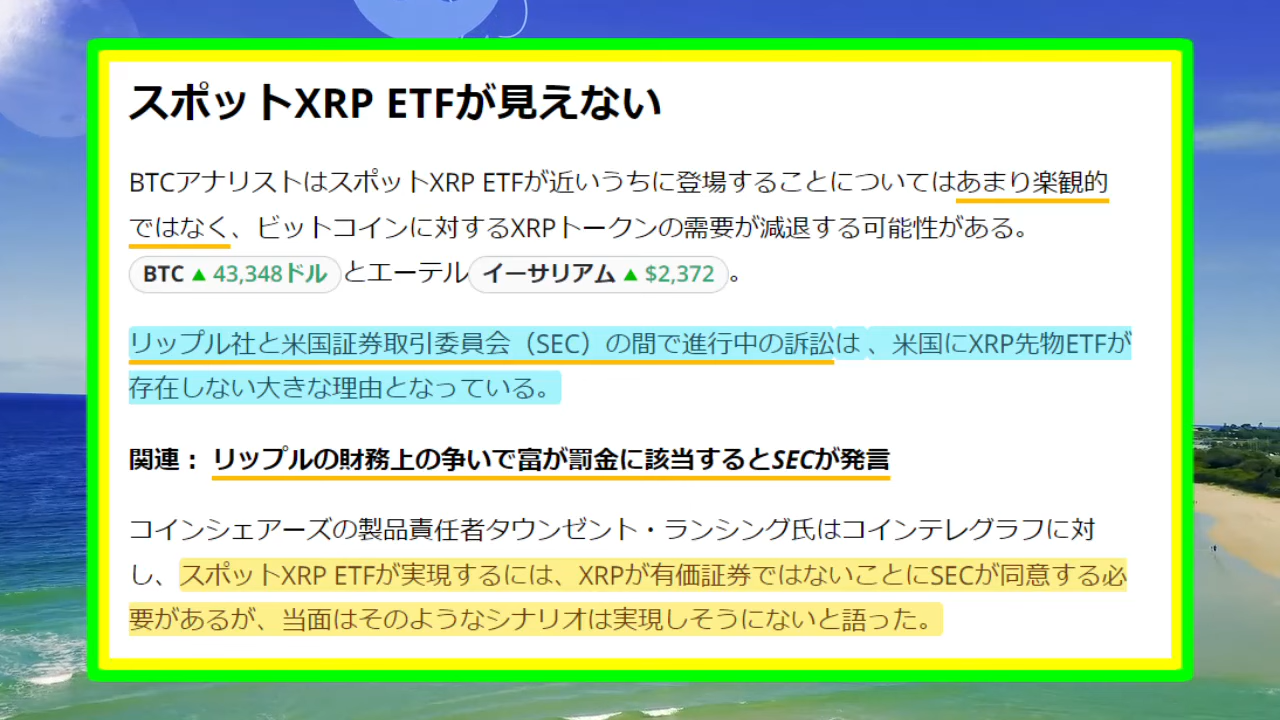 スポットXRP ETFが見えない
BTCアナリストはスポットXRP ETFが近いうちに登場することについてはあまり楽観的
ではなく、ビットコインに対するXRPトークンの需要が減退する可能性がある。
BTC ▲ 43,348ドル とエーテル イーサリアム ▲ $2,372 。
リップル社と米国証券取引委員会（SEC）の間で進行中の訴訟は 、米国にXRP先物ETFが
存在しない大きな理由となっている。
関連： リップルの財務上の争いで富が罰金に該当するとSECが発言
コインシェアーズの製品責任者タウンゼント・ランシング氏はコインテレグラフに対
し、スポットXRP ETFが実現するには、XRPが有価証券ではないことにSECが同意する必
要があるが、当面はそのようなシナリオは実現しそうにないと語った。